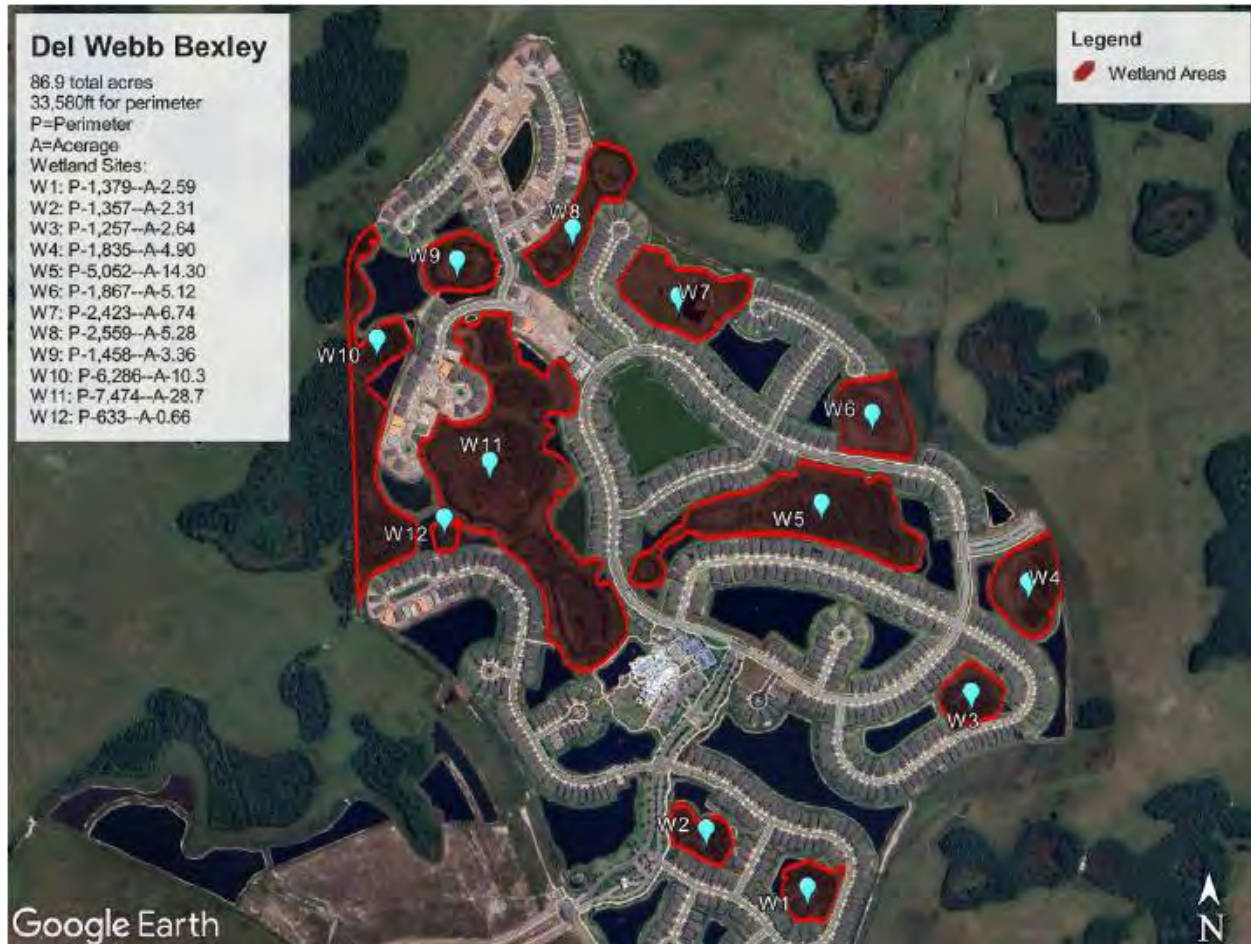 Del Webb Bexley
86.9 total acres
33,580ft for perimeter
P=Perimeter
A=Acerage
Wetland Sites:
W1: P-1,379--A-2.59
W2: P-1,357--A-2.31
W3: P-1,257--A-2.64
W4: P-1,835--A-4.90
W5: P-5,052--A-14.30
W6: P-1,867--A-5.12
W7: P-2,423--A-6.74
W8: P-2,559--A-5.28
W9: P-1,458--A-3.36
W10: P-6,286--A-10.3
W11: P-7,474--A-28.7
W12: P-633--A-0.66
Legend
Wetland Areas
W8
W9
W7
W10
W6
W11
W5
W12
W4
W3
W2
W1
Google Earth
N